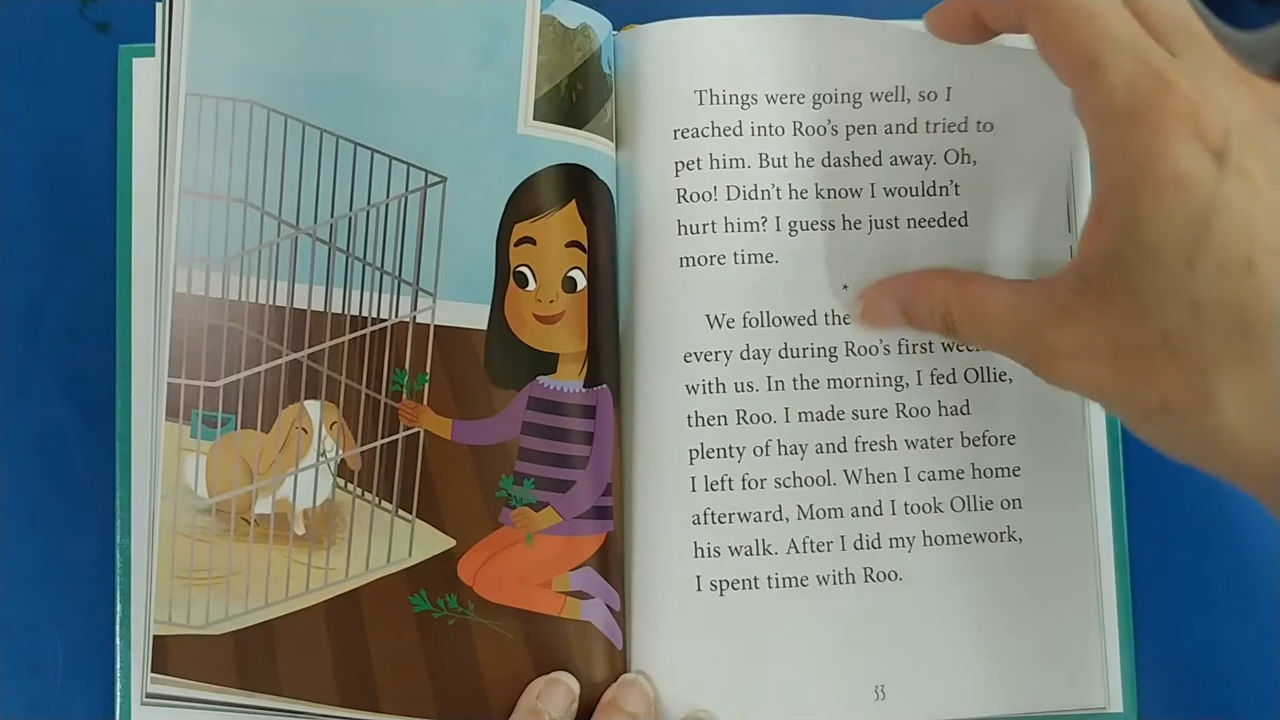 Things were going well, so I
reached into Roo's pen and tried to
pet him. But he dashed away. Oh,
Roo! Didn't he know I wouldn't
hurt him? I guess he just needed
more time.
*
We followed the
every day during Roo's first
with us. In the morning, I fed Ollie,
then Roo. I made sure Roo had
plenty of hay and fresh water before
I left for school. When I came home
afterward, Mom and I took Ollie on
his walk. After I did my homework,
I spent time with Roo.
33